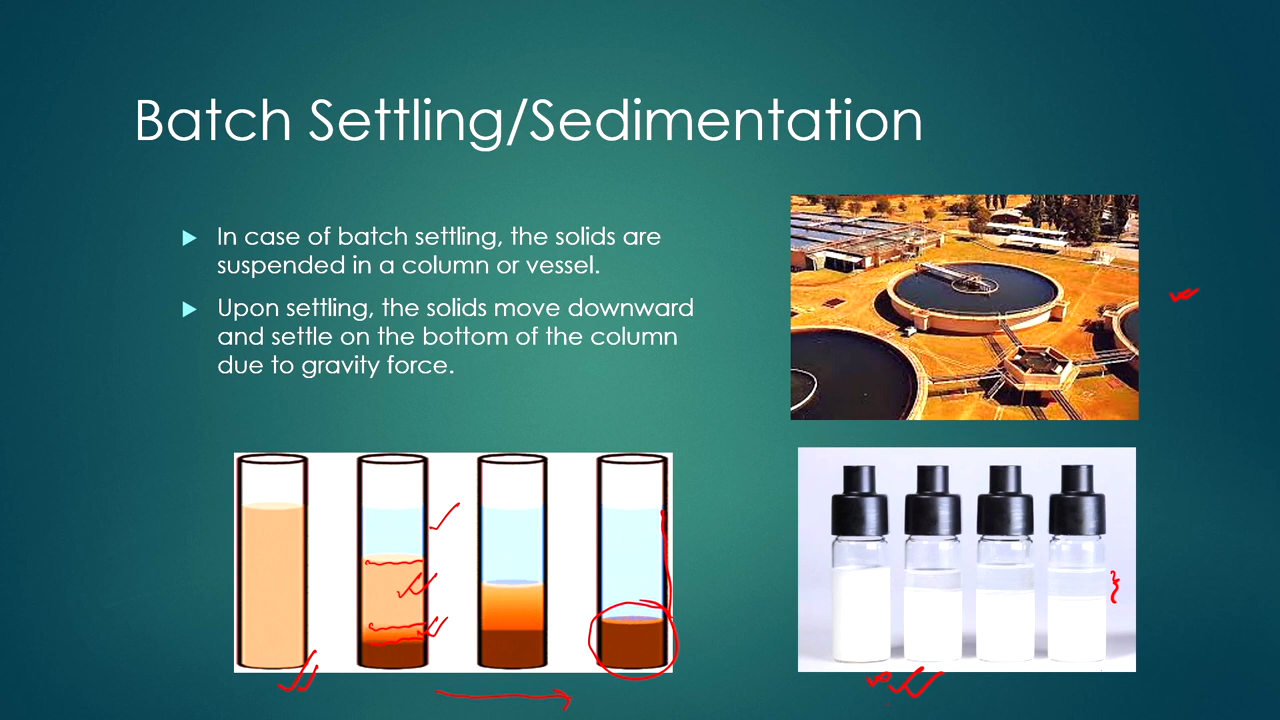 Batch Settling/Sedimentation
In case of batch settling, the solids are
suspended in a column or vessel.
Upon settling, the solids move downward
and settle on the bottom of the column
due to gravity force.